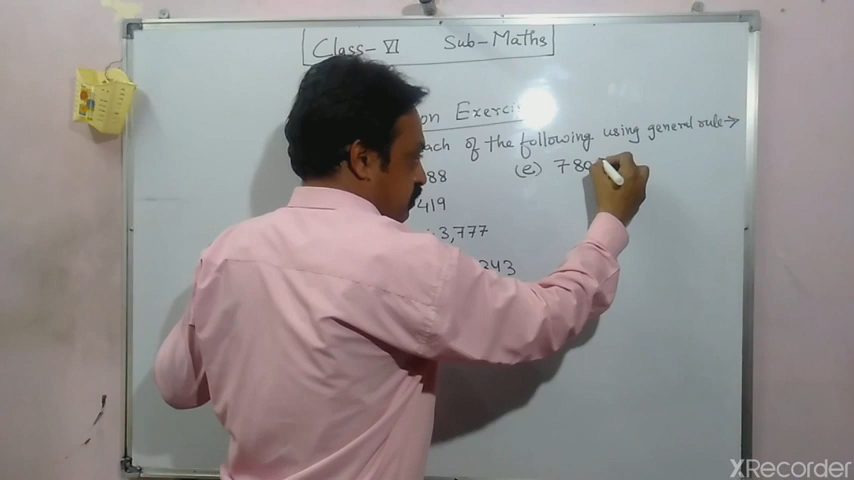 Class-VI Sub-Maths
on Exerci
ach of the following using general rule→
88 (e) 780
419
3,777
343
XRecorder